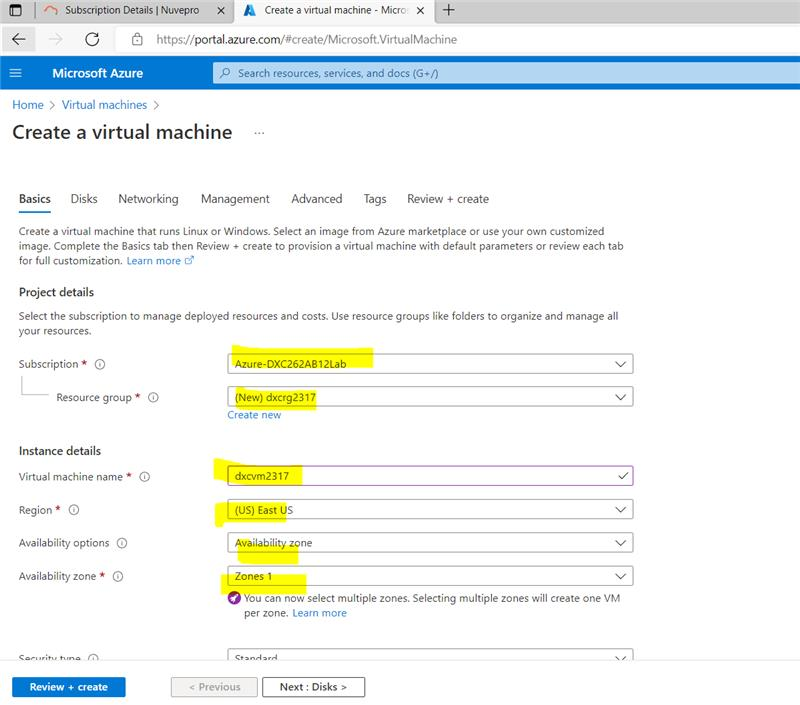 Subscription Details | Nuvepro
Create a virtual machine - Micros
https://portal.azure.com/#create/Microsoft.VirtualMachine
Microsoft Azure
Search resources, services, and docs (G+/)
Home > Virtual machines >
Create a virtual machine ...
Basics Disks Networking Management Advanced Tags Review + create
Create a virtual machine that runs Linux or Windows. Select an image from Azure marketplace or use your own customized
image. Complete the Basics tab then Review + create to provision a virtual machine with default parameters or review each tab
for full customization. Learn more
Project details
Select the subscription to manage deployed resources and costs. Use resource groups like folders to organize and manage all
your resources.
Subscription * Azure-DXC262AB12Lab
Resource group * (New) dxcrg2317
Create new
Instance details
Virtual machine name * dxcvm2317
Region * (US) East US
Availability options Availability zone
Availability zone * Zones 1
You can now select multiple zones. Selecting multiple zones will create one VM
per zone. Learn more
Security type Standard
Review + create < Previous Next : Disks >